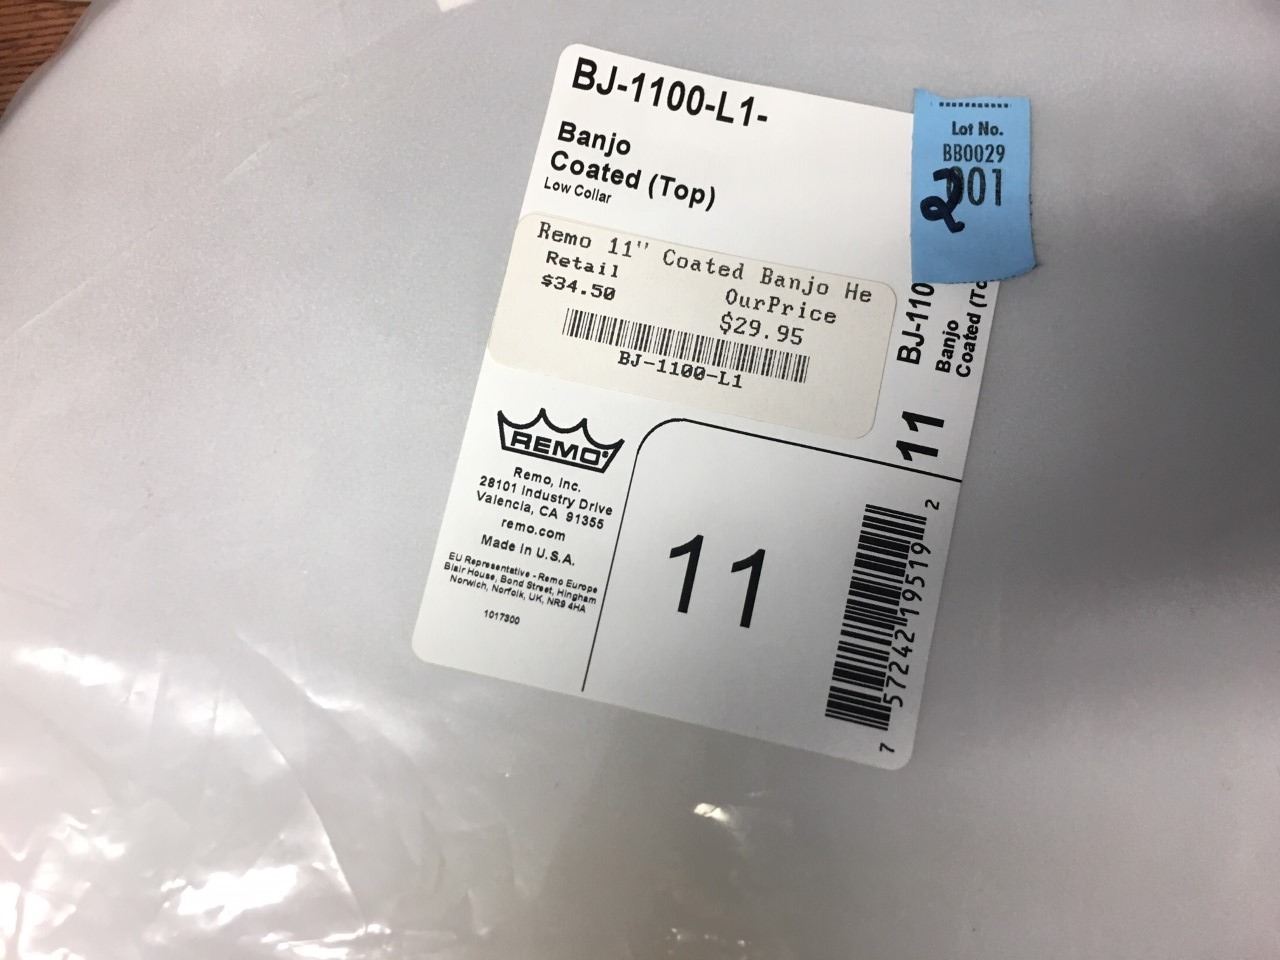 BJ-1100-L1-
Banjo
Coated (Top)
Low Collar
Remo 11" Coated Banjo He
Retail
$34.50
OurPrice
$29.95
BJ-1100-L1
REMO
Remo, Inc.
28101 Industry Drive
Valencia, CA 91355
remo.com
Made in U.S.A.
EU Representative - Remo Europe
Blair House, Bond Street, Hingham
Norwich, Norfolk, UK, NR9 4HA
1017300
11
Lot No.
BB0029
001
2
BJ-110
Banjo
Coated (To
11
7 57242 19519 2